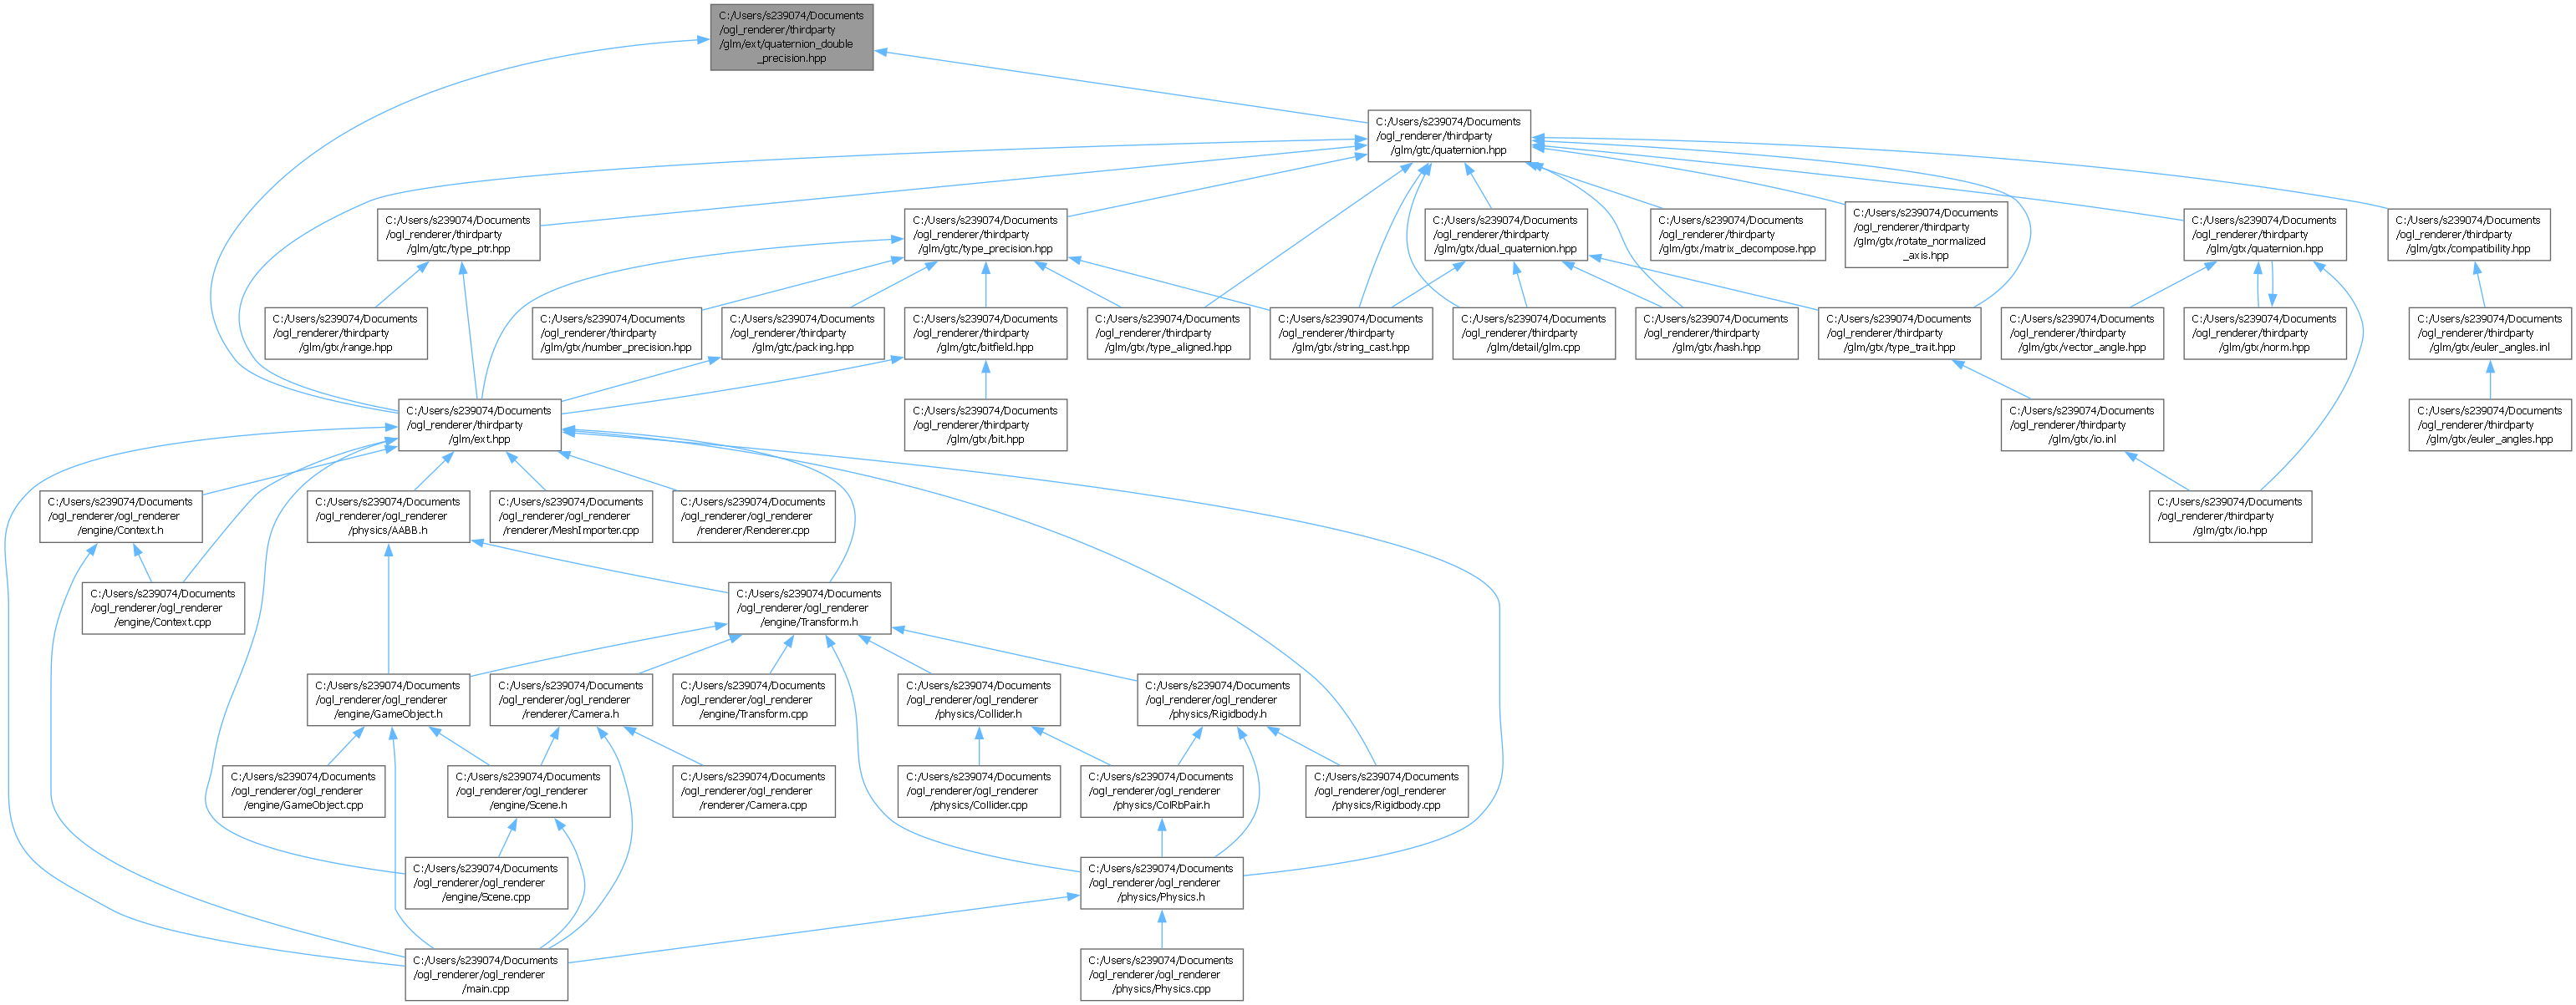 C:/Users/s239074/Documents
/ogl_renderer/thirdparty
/glm/ext/quaternion_double
_precision.hpp
C:/Users/s239074/Documents
/ogl_renderer/thirdparty
/glm/gtc/quaternion.hpp
C:/Users/s239074/Documents
/ogl_renderer/thirdparty
/glm/gtc/type_ptr.hpp
C:/Users/s239074/Documents
/ogl_renderer/thirdparty
/glm/gtc/type_precision.hpp
C:/Users/s239074/Documents
/ogl_renderer/thirdparty
/glm/gtx/dual_quaternion.hpp
C:/Users/s239074/Documents
/ogl_renderer/thirdparty
/glm/gtx/matrix_decompose.hpp
C:/Users/s239074/Documents
/ogl_renderer/thirdparty
/glm/gtx/rotate_normalized
_axis.hpp
C:/Users/s239074/Documents
/ogl_renderer/thirdparty
/glm/gtx/quaternion.hpp
C:/Users/s239074/Documents
/ogl_renderer/thirdparty
/glm/gtx/compatibility.hpp
C:/Users/s239074/Documents
/ogl_renderer/thirdparty
/glm/gtx/range.hpp
C:/Users/s239074/Documents
/ogl_renderer/thirdparty
/glm/gtx/number_precision.hpp
C:/Users/s239074/Documents
/ogl_renderer/thirdparty
/glm/gtc/packing.hpp
C:/Users/s239074/Documents
/ogl_renderer/thirdparty
/glm/gtc/bitfield.hpp
C:/Users/s239074/Documents
/ogl_renderer/thirdparty
/glm/gtx/type_aligned.hpp
C:/Users/s239074/Documents
/ogl_renderer/thirdparty
/glm/gtx/string_cast.hpp
C:/Users/s239074/Documents
/ogl_renderer/thirdparty
/glm/detail/glm.cpp
C:/Users/s239074/Documents
/ogl_renderer/thirdparty
/glm/gtx/hash.hpp
C:/Users/s239074/Documents
/ogl_renderer/thirdparty
/glm/gtx/type_trait.hpp
C:/Users/s239074/Documents
/ogl_renderer/thirdparty
/glm/gtx/vector_angle.hpp
C:/Users/s239074/Documents
/ogl_renderer/thirdparty
/glm/gtx/norm.hpp
C:/Users/s239074/Documents
/ogl_renderer/thirdparty
/glm/gtx/euler_angles.inl
C:/Users/s239074/Documents
/ogl_renderer/thirdparty
/glm/ext.hpp
C:/Users/s239074/Documents
/ogl_renderer/thirdparty
/glm/gtx/bit.hpp
C:/Users/s239074/Documents
/ogl_renderer/thirdparty
/glm/gtx/io.inl
C:/Users/s239074/Documents
/ogl_renderer/thirdparty
/glm/gtx/euler_angles.hpp
C:/Users/s239074/Documents
/ogl_renderer/ogl_renderer
/engine/Context.h
C:/Users/s239074/Documents
/ogl_renderer/ogl_renderer
/physics/AABB.h
C:/Users/s239074/Documents
/ogl_renderer/ogl_renderer
/renderer/MeshImporter.cpp
C:/Users/s239074/Documents
/ogl_renderer/ogl_renderer
/renderer/Renderer.cpp
C:/Users/s239074/Documents
/ogl_renderer/thirdparty
/glm/gtx/io.hpp
C:/Users/s239074/Documents
/ogl_renderer/ogl_renderer
/engine/Context.cpp
C:/Users/s239074/Documents
/ogl_renderer/ogl_renderer
/engine/Transform.h
C:/Users/s239074/Documents
/ogl_renderer/ogl_renderer
/engine/GameObject.h
C:/Users/s239074/Documents
/ogl_renderer/ogl_renderer
/renderer/Camera.h
C:/Users/s239074/Documents
/ogl_renderer/ogl_renderer
/engine/Transform.cpp
C:/Users/s239074/Documents
/ogl_renderer/ogl_renderer
/physics/Collider.h
C:/Users/s239074/Documents
/ogl_renderer/ogl_renderer
/physics/Rigidbody.h
C:/Users/s239074/Documents
/ogl_renderer/ogl_renderer
/engine/GameObject.cpp
C:/Users/s239074/Documents
/ogl_renderer/ogl_renderer
/engine/Scene.h
C:/Users/s239074/Documents
/ogl_renderer/ogl_renderer
/renderer/Camera.cpp
C:/Users/s239074/Documents
/ogl_renderer/ogl_renderer
/physics/Collider.cpp
C:/Users/s239074/Documents
/ogl_renderer/ogl_renderer
/physics/ColRbPair.h
C:/Users/s239074/Documents
/ogl_renderer/ogl_renderer
/physics/Rigidbody.cpp
C:/Users/s239074/Documents
/ogl_renderer/ogl_renderer
/engine/Scene.cpp
C:/Users/s239074/Documents
/ogl_renderer/ogl_renderer
/physics/Physics.h
C:/Users/s239074/Documents
/ogl_renderer/ogl_renderer
/main.cpp
C:/Users/s239074/Documents
/ogl_renderer/ogl_renderer
/physics/Physics.cpp